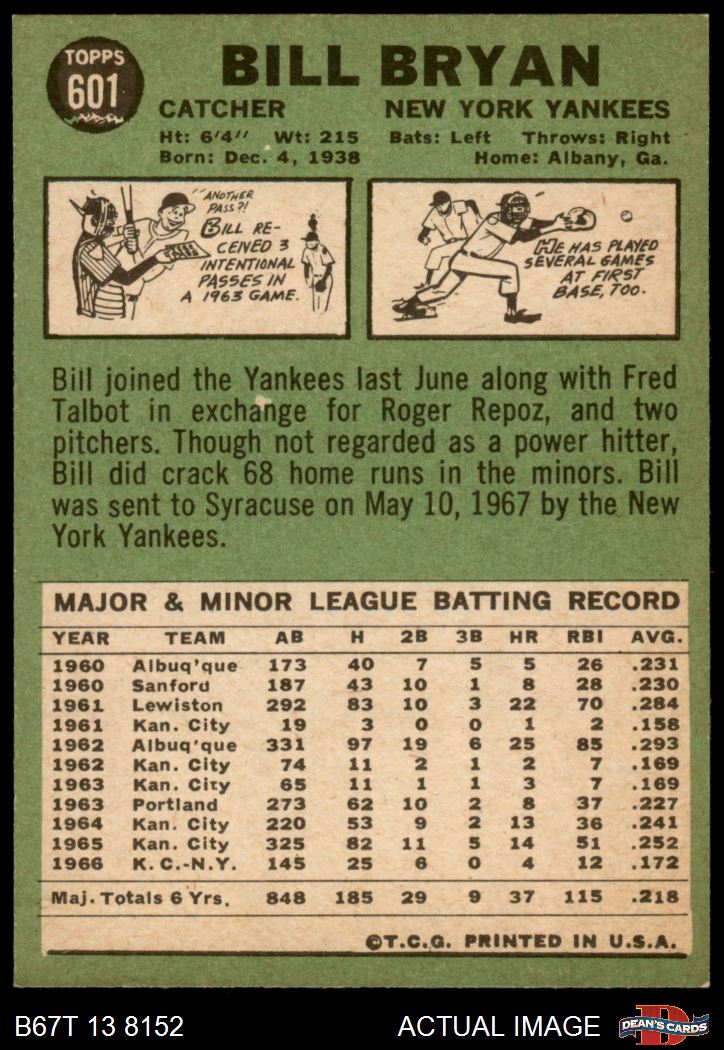 TOPPS
601
BILL BRYAN
CATCHER NEW YORK YANKEES
Ht: 6'4" Wt: 215 Bats: Left Throws: Right
Born: Dec. 4, 1938 Home: Albany, Ga.
"ANOTHER
PASS?!
BILL RE-
CEIVED 3
INTENTIONAL
PASSES IN
A 1963 GAME.
HE HAS PLAYED
SEVERAL GAMES
AT FIRST
BASE, TOO.
Bill joined the Yankees last June along with Fred
Talbot in exchange for Roger Repoz, and two
pitchers. Though not regarded as a power hitter,
Bill did crack 68 home runs in the minors. Bill
was sent to Syracuse on May 10, 1967 by the New
York Yankees.
MAJOR & MINOR LEAGUE BATTING RECORD
YEAR TEAM AB H 2B 3B HR RBI AVG.
1960 Albuq'que 173 40 7 5 5 26 .231
1960 Sanford 187 43 10 1 8 28 .230
1961 Lewiston 292 83 10 3 22 70 .284
1961 Kan. City 19 3 0 0 1 2 .158
1962 Albuq'que 331 97 19 6 25 85 .293
1962 Kan. City 74 11 2 1 2 7 .169
1963 Kan. City 65 11 1 1 3 7 .169
1963 Portland 273 62 10 2 8 37 .227
1964 Kan. City 220 53 9 2 13 36 .241
1965 Kan. City 325 82 11 5 14 51 .252
1966 K.C.-N.Y. 145 25 6 0 4 12 .172
Maj. Totals 6 Yrs. 848 185 29 9 37 115 .218
©T.C.G. PRINTED IN U.S.A.
B67T 13 8152 ACTUAL IMAGE DEAN'S CARDS